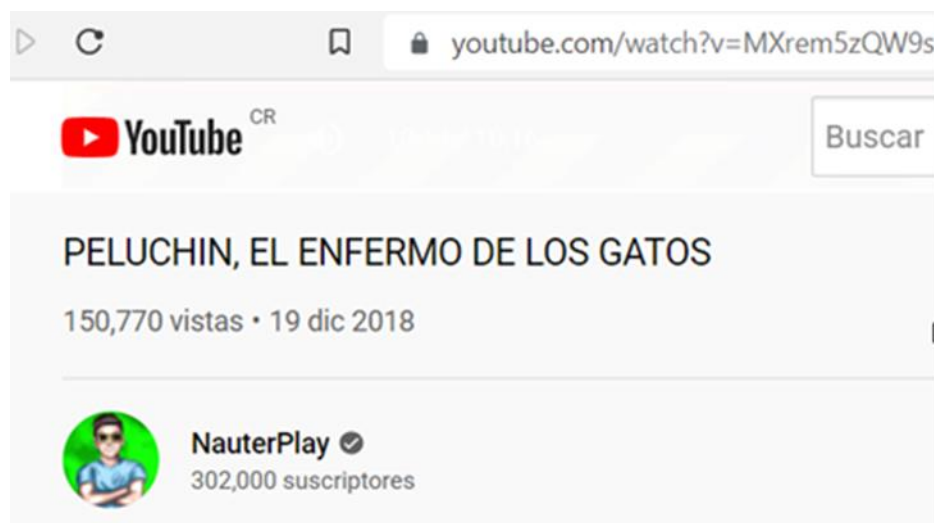 youtube.com/watch?v=MXrem5zQW9s
YouTube CR
Buscar
PELUCHIN, EL ENFERMO DE LOS GATOS
150,770 vistas • 19 dic 2018
NauterPlay
302,000 suscriptores